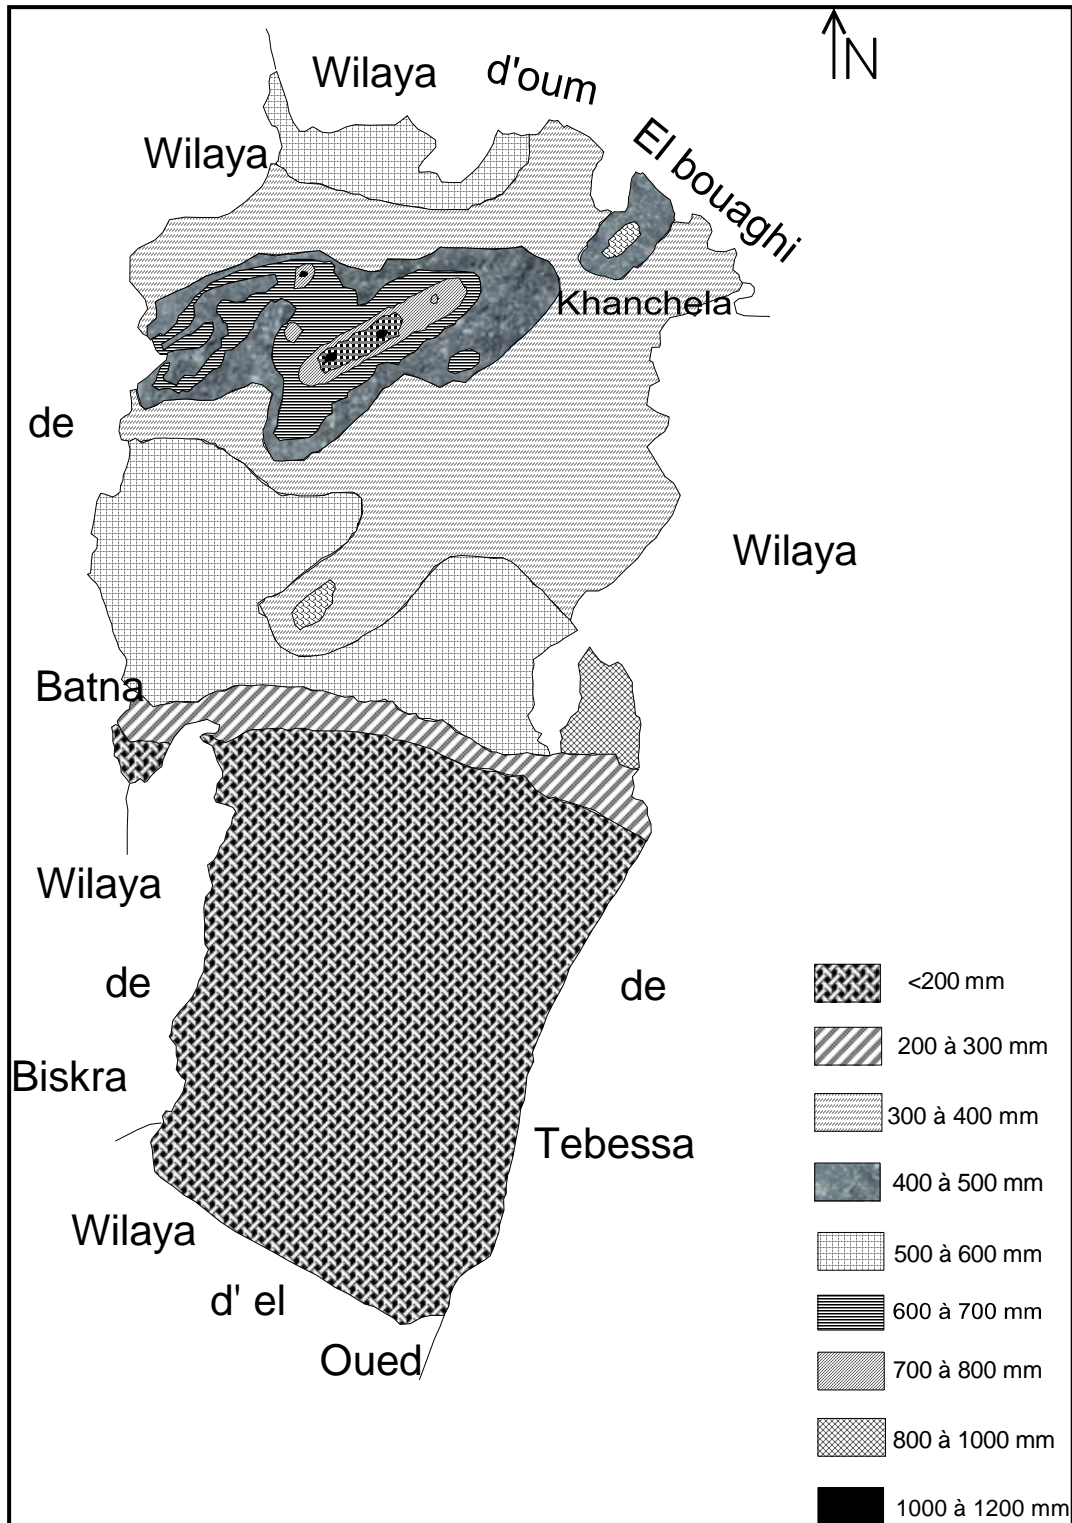 N
Wilaya d'oum
El bouaghi
Wilaya
Khanchela
de
Wilaya
Batna
Wilaya
de
de
Biskra
Tebessa
Wilaya
d' el
Oued
<200 mm
200 à 300 mm
300 à 400 mm
400 à 500 mm
500 à 600 mm
600 à 700 mm
700 à 800 mm
800 à 1000 mm
1000 à 1200 mm